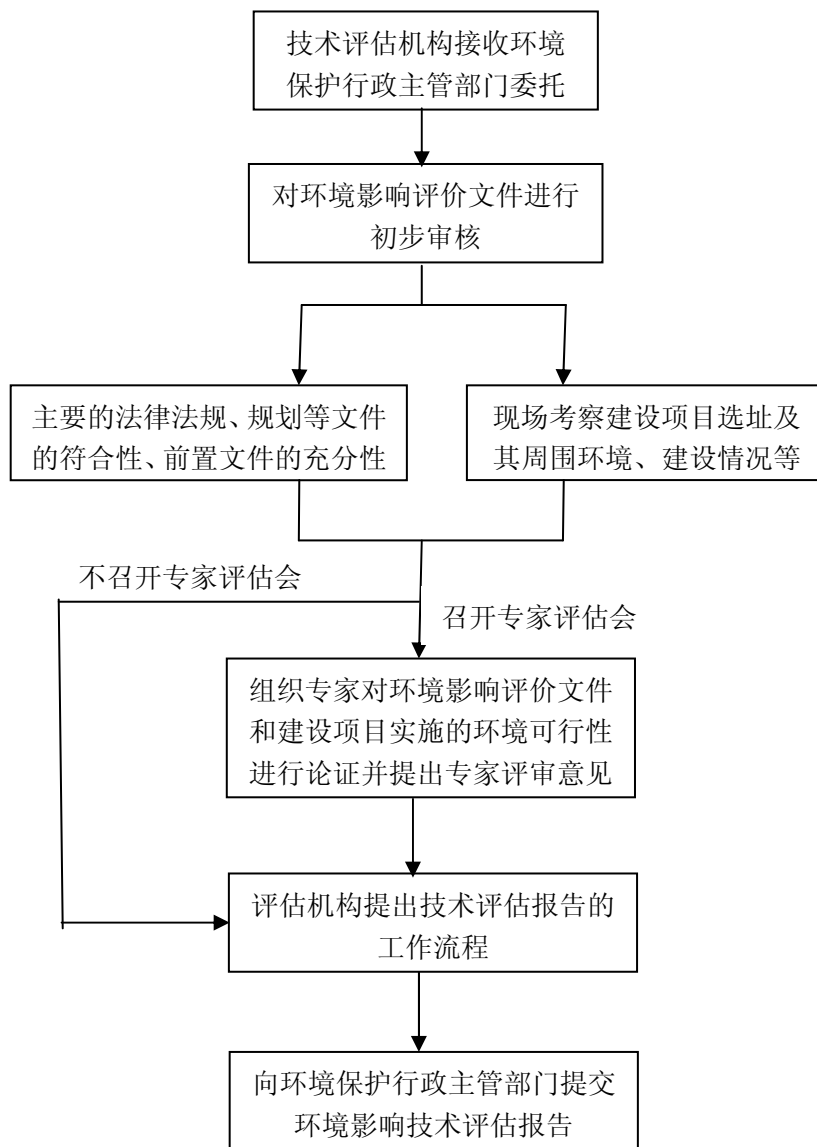 技术评估机构接收环境
保护行政主管部门委托
对环境影响评价文件进行
初步审核
主要的法律法规、规划等文件
的符合性、前置文件的充分性
现场考察建设项目选址及
其周围环境、建设情况等
不召开专家评估会
召开专家评估会
组织专家对环境影响评价文件
和建设项目实施的环境可行性
进行论证并提出专家评审意见
评估机构提出技术评估报告的
工作流程
向环境保护行政主管部门提交
环境影响技术评估报告